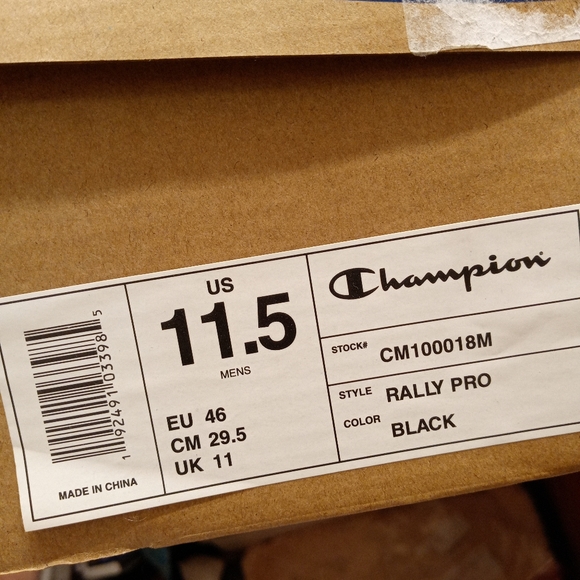 1 92491 03398 5
MADE IN CHINA
US
11.5
MENS
EU 46
CM 29.5
UK 11
Champion
STOCK# CM100018M
STYLE RALLY PRO
COLOR BLACK